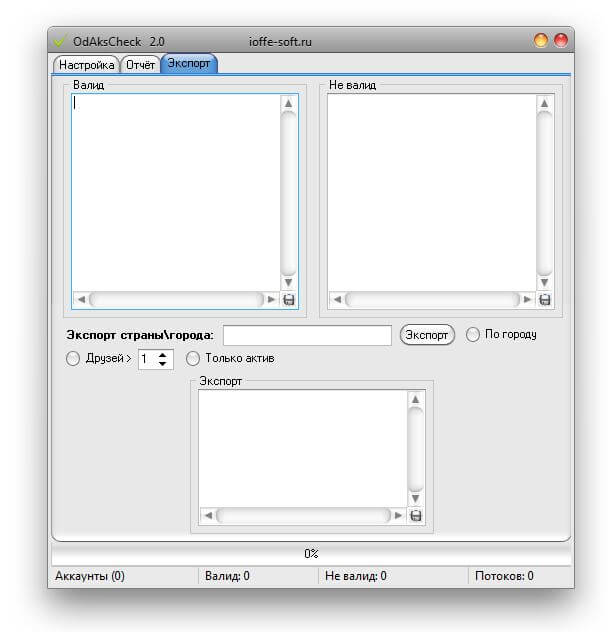 OdAksCheck 2.0 ioffe-soft.ru
Настройка Отчёт Экспорт
Валид Не валид
Экспорт страны\города: Экспорт По городу
Друзей > 1 Только актив
Экспорт
0%
Аккаунты (0) Валид: 0 Не валид: 0 Потоков: 0